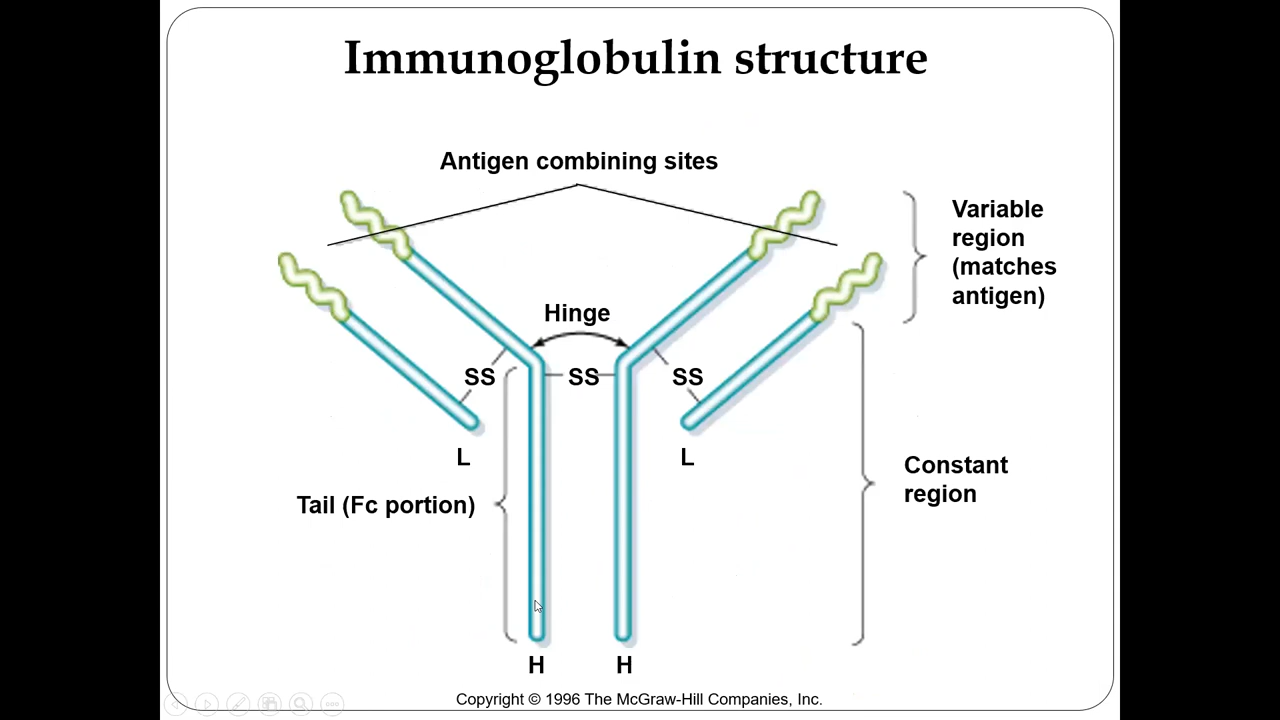 Immunoglobulin structure
Antigen combining sites
Variable
region
(matches
antigen)
Hinge
SS
SS
SS
L
L
Constant
region
Tail (Fc portion)
H
H
Copyright © 1996 The McGraw-Hill Companies, Inc.